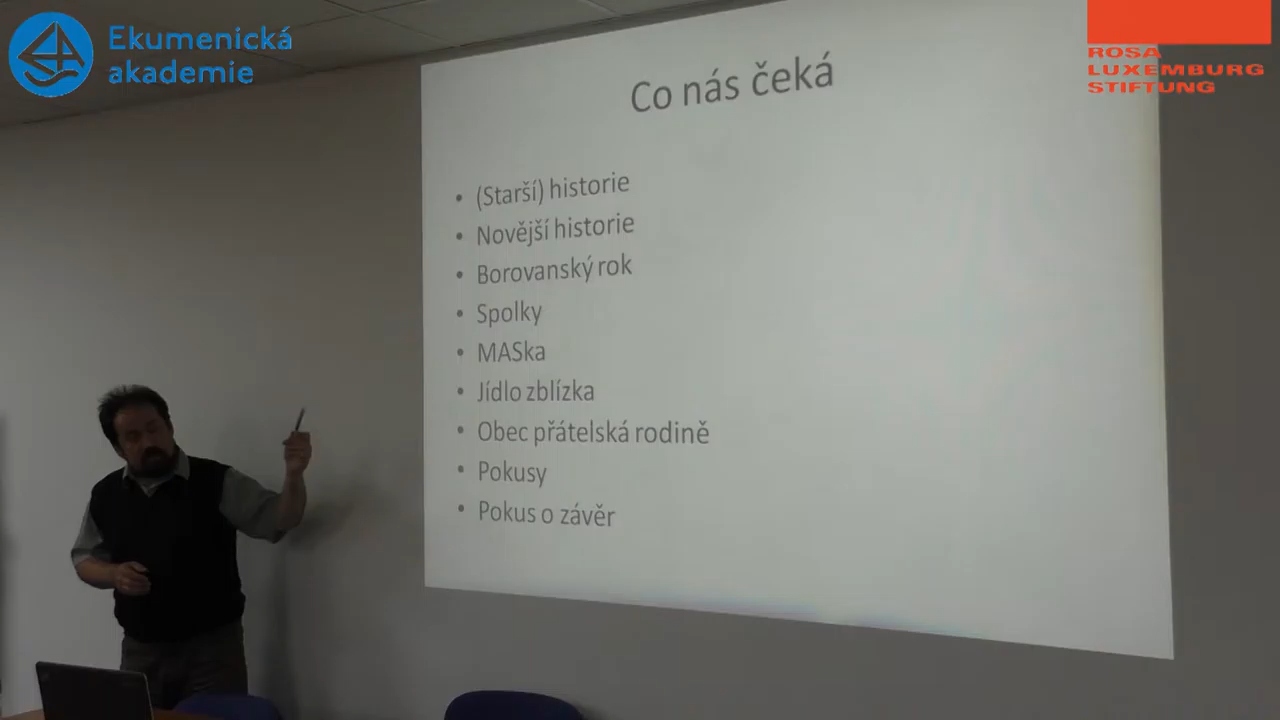 Ekumenická
akademie
ROSA
LUXEMBURG
STIFTUNG
Co nás čeká
• (Starší) historie
• Novější historie
• Borovanský rok
• Spolky
• MASka
• Jídlo zblízka
• Obec přátelská rodině
• Pokusy
• Pokus o závěr